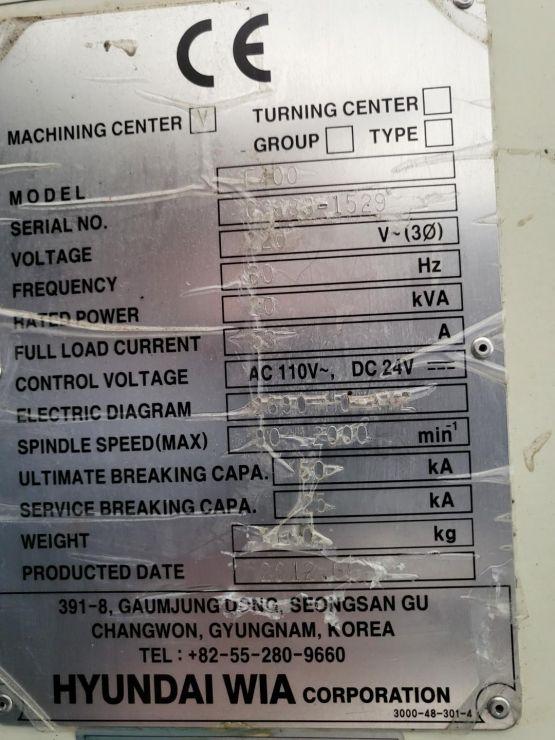 CE
MACHINING CENTER V TURNING CENTER
GROUP TYPE
MODEL F400
SERIAL NO. -1529
VOLTAGE V~(3Ø)
FREQUENCY 60 Hz
RATED POWER kVA
FULL LOAD CURRENT A
CONTROL VOLTAGE AC 110V~, DC 24V
ELECTRIC DIAGRAM
SPINDLE SPEED(MAX) min⁻¹
ULTIMATE BREAKING CAPA. kA
SERVICE BREAKING CAPA. kA
WEIGHT kg
PRODUCTED DATE
391-8, GAUMJUNG DONG, SEONGSAN GU
CHANGWON, GYUNGNAM, KOREA
TEL : +82-55-280-9660
HYUNDAI WIA CORPORATION
3000-48-301-4